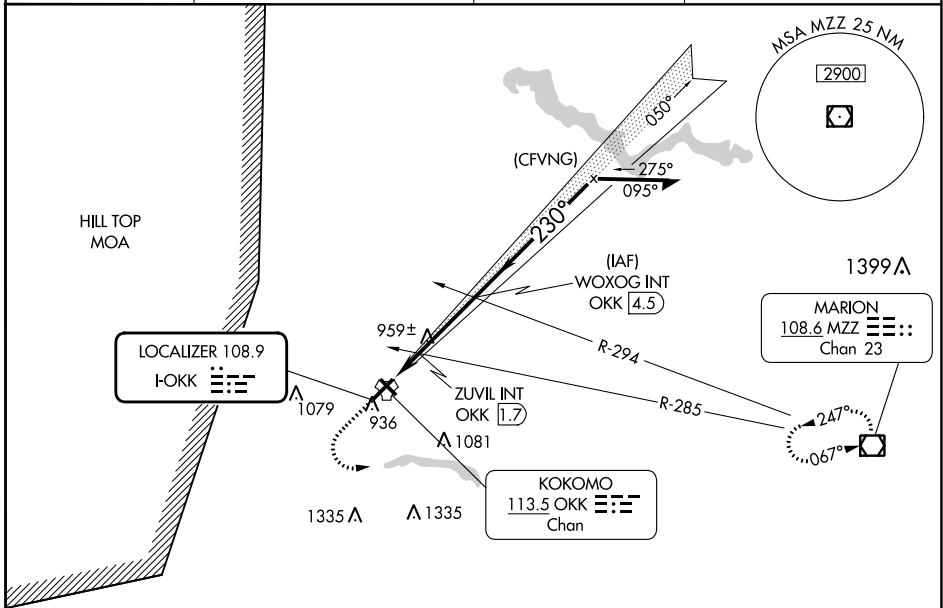 MSA MZZ 25 NM
2900
050°
(CFVNG)
275°
095°
230°
HILL TOP
MOA
(IAF)
WOXOG INT
OKK 4.5
1399
MARION
108.6 MZZ
Chan 23
959±
R-294
LOCALIZER 108.9
I-OKK
1079
936
ZUVIL INT
OKK 1.7
R-285
247°
067°
1081
KOKOMO
113.5 OKK
Chan
1335
1335